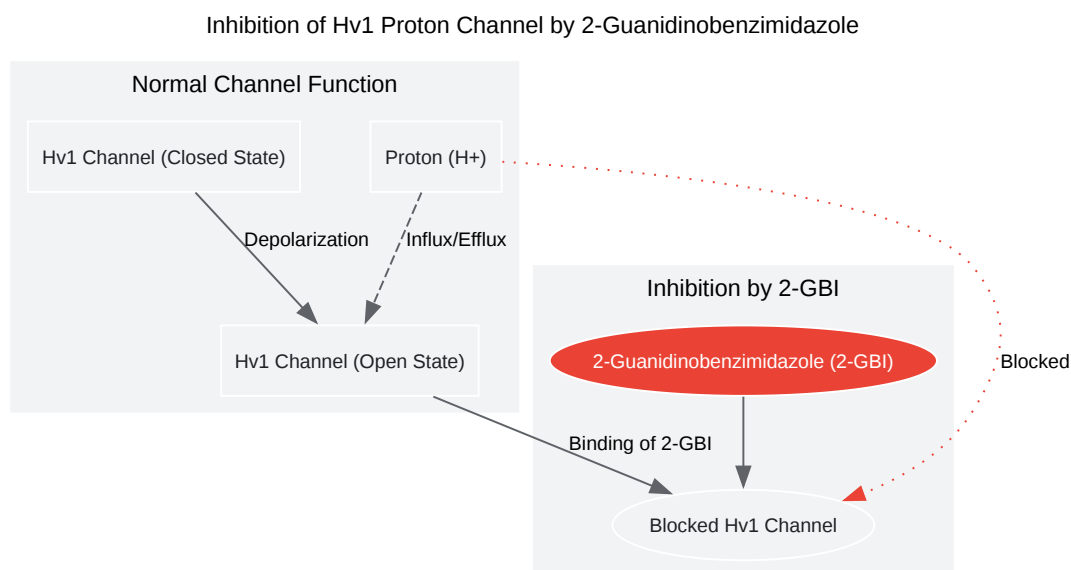 Inhibition of Hv1 Proton Channel by 2-Guanidinobenzimidazole
Normal Channel Function
Hv1 Channel (Closed State)
Proton (H+)
Depolarization
Influx/Efflux
Inhibition by 2-GBI
Hv1 Channel (Open State)
2-Guanidinobenzimidazole (2-GBI)
Blocked
Binding of 2-GBI
Blocked Hv1 Channel